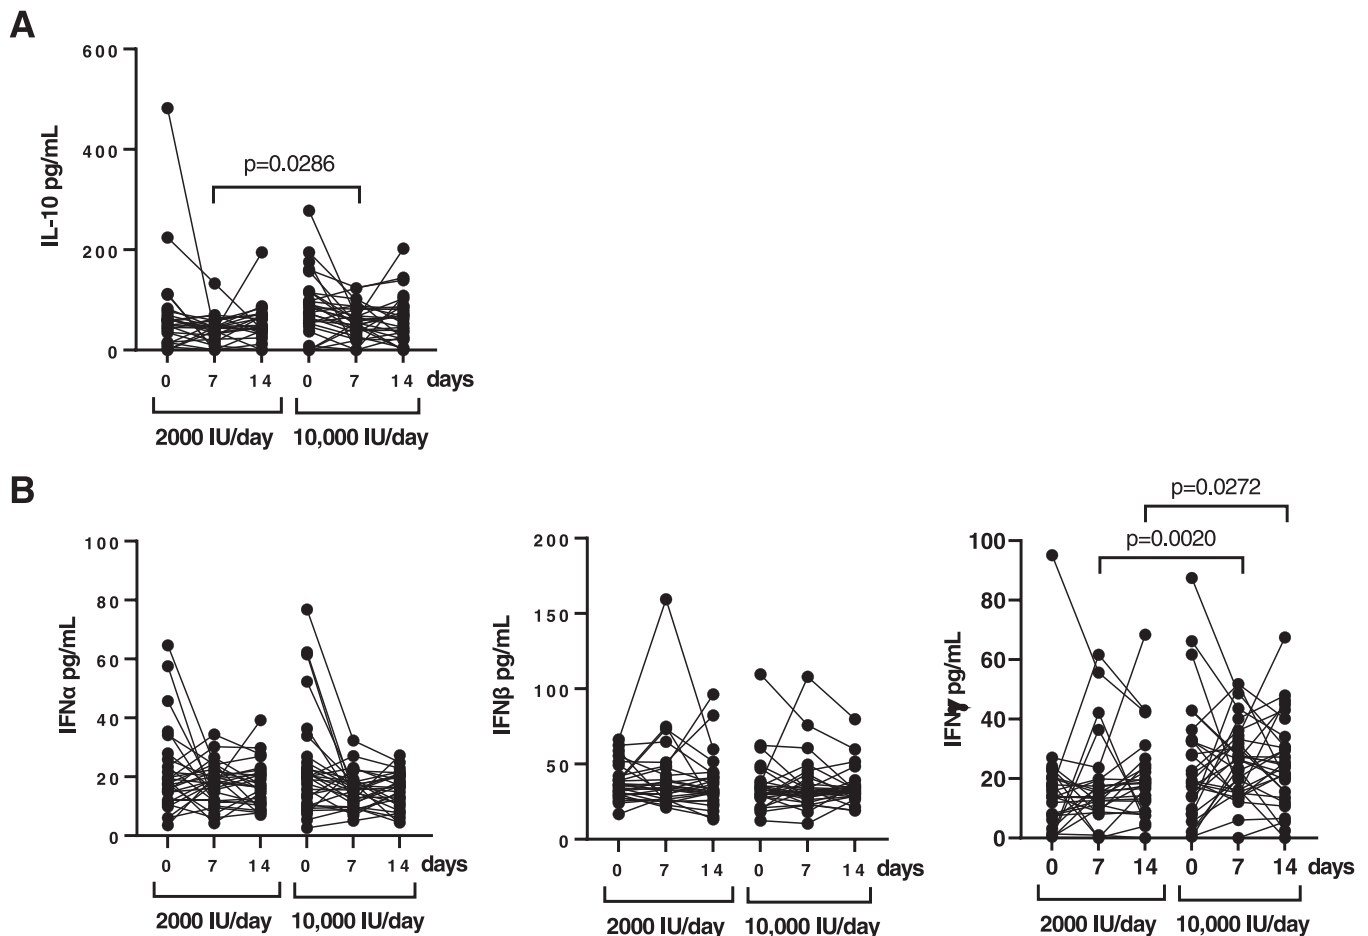 A
600
400
200
0
IL-10 pg/mL
p=0.0286
0 7 14 0 7 14 days
2000 IU/day 10,000 IU/day
B
100
80
60
40
20
0
IFNα pg/mL
0 7 14 0 7 14 days
2000 IU/day 10,000 IU/day
200
150
100
50
0
IFNβ pg/mL
0 7 14 0 7 14 days
2000 IU/day 10,000 IU/day
p=0.0272
p=0.0020
100
80
60
40
20
0
IFNγ pg/mL
0 7 14 0 7 14 days
2000 IU/day 10,000 IU/day